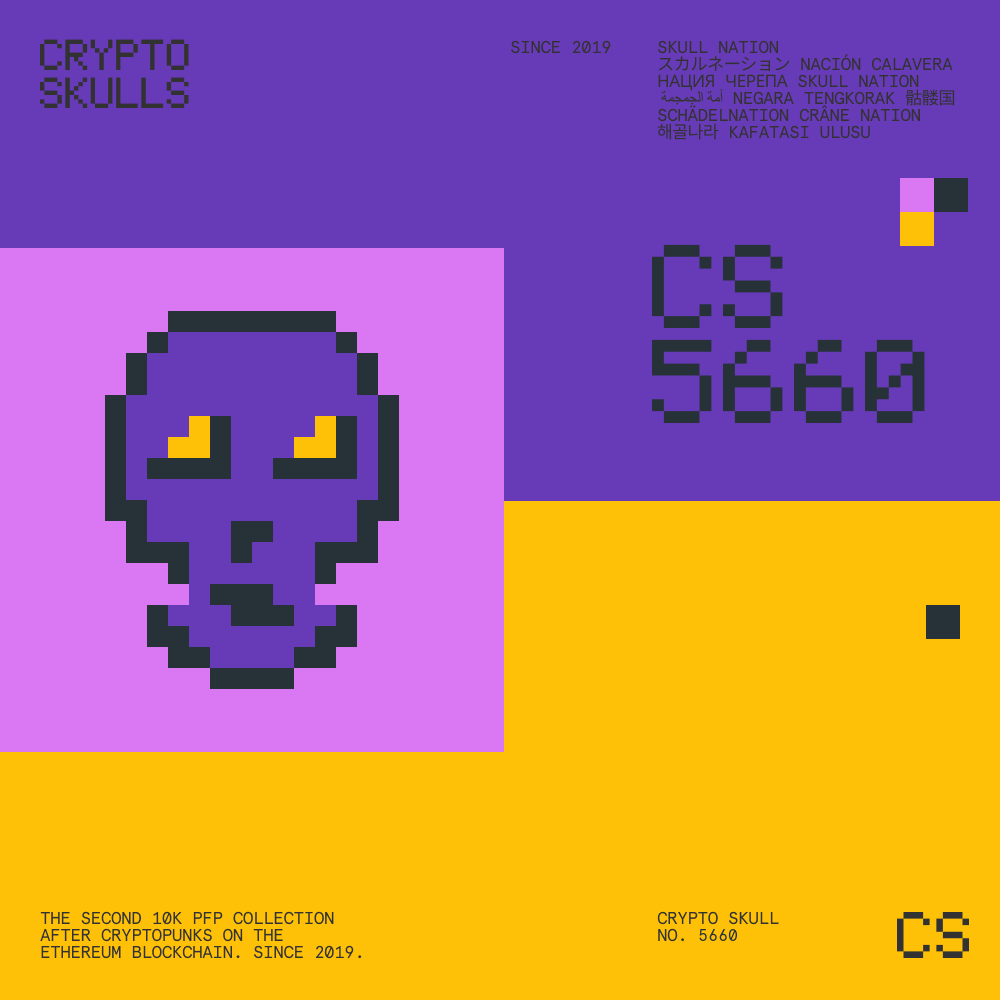 CRYPTO
SKULLS
SINCE 2019
SKULL NATION
スカルネーション NACIÓN CALAVERA
НАЦИЯ ЧЕРЕПА SKULL NATION
أمة الجمجمة NEGARA TENGKORAK 骷髅国
SCHÄDELNATION CRÂNE NATION
해골나라 KAFATASI ULUSU
CS
5660
THE SECOND 10K PFP COLLECTION
AFTER CRYPTOPUNKS ON THE
ETHEREUM BLOCKCHAIN. SINCE 2019.
CRYPTO SKULL
NO. 5660
CS